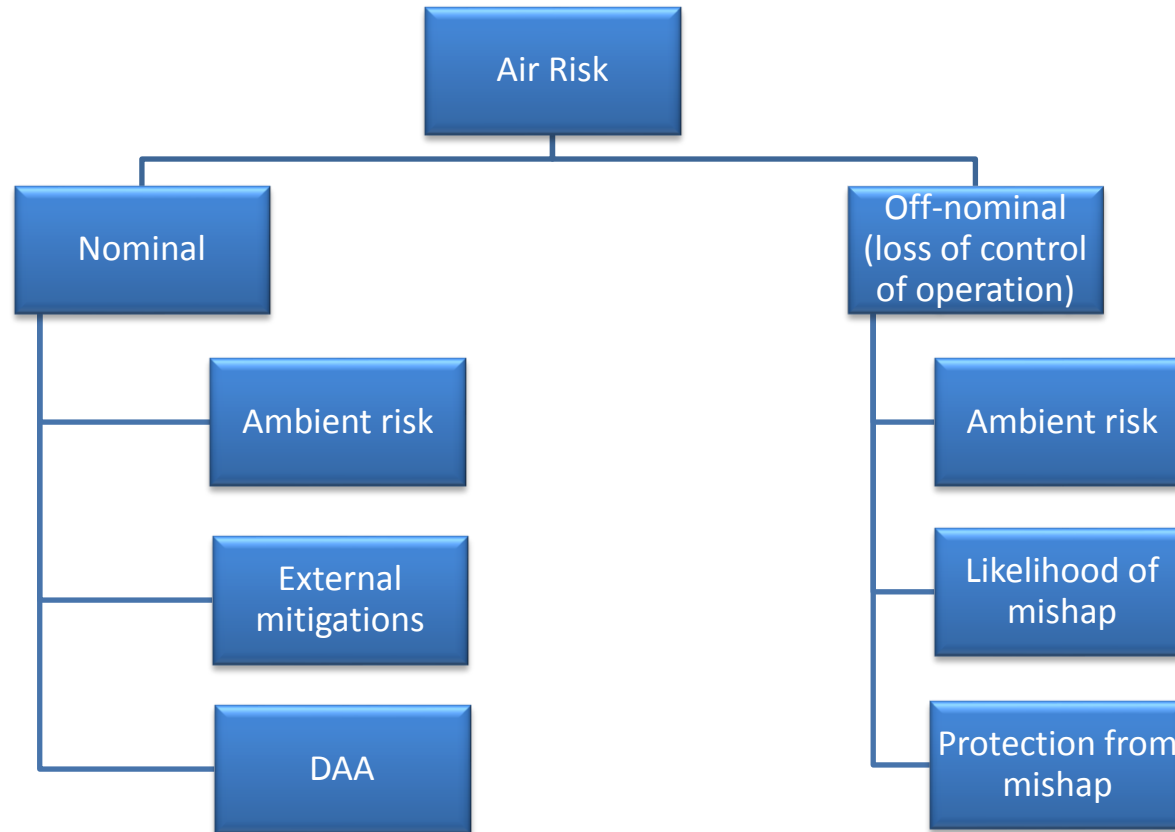 Air Risk
Nominal
Off-nominal
(loss of control
of operation)
Ambient risk
External
mitigations
DAA
Ambient risk
Likelihood of
mishap
Protection from
mishap